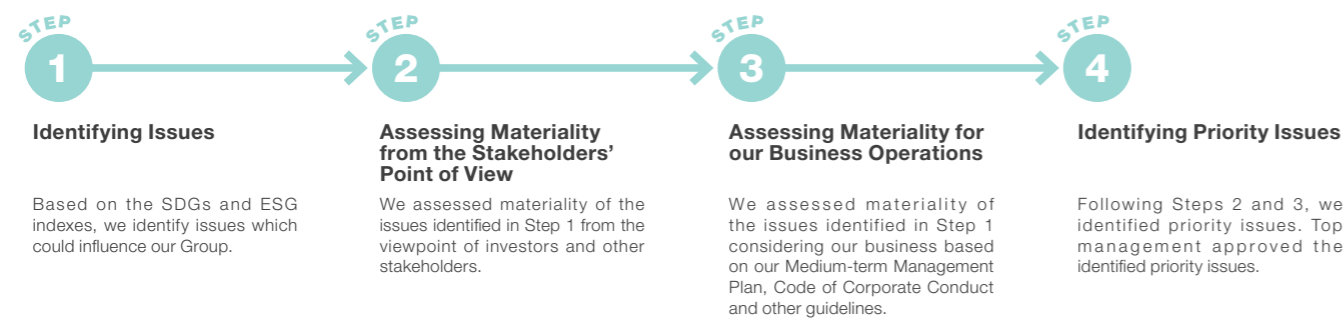 STEP
1
Identifying Issues
Based on the SDGs and ESG
indexes, we identify issues which
could influence our Group.
STEP
2
Assessing Materiality
from the Stakeholders'
Point of View
We assessed materiality of the
issues identified in Step 1 from the
viewpoint of investors and other
stakeholders.
STEP
3
Assessing Materiality for
our Business Operations
We assessed materiality of
the issues identified in Step 1
considering our business based
on our Medium-term Management
Plan, Code of Corporate Conduct
and other guidelines.
STEP
4
Identifying Priority Issues
Following Steps 2 and 3, we
identified priority issues. Top
management approved the
identified priority issues.